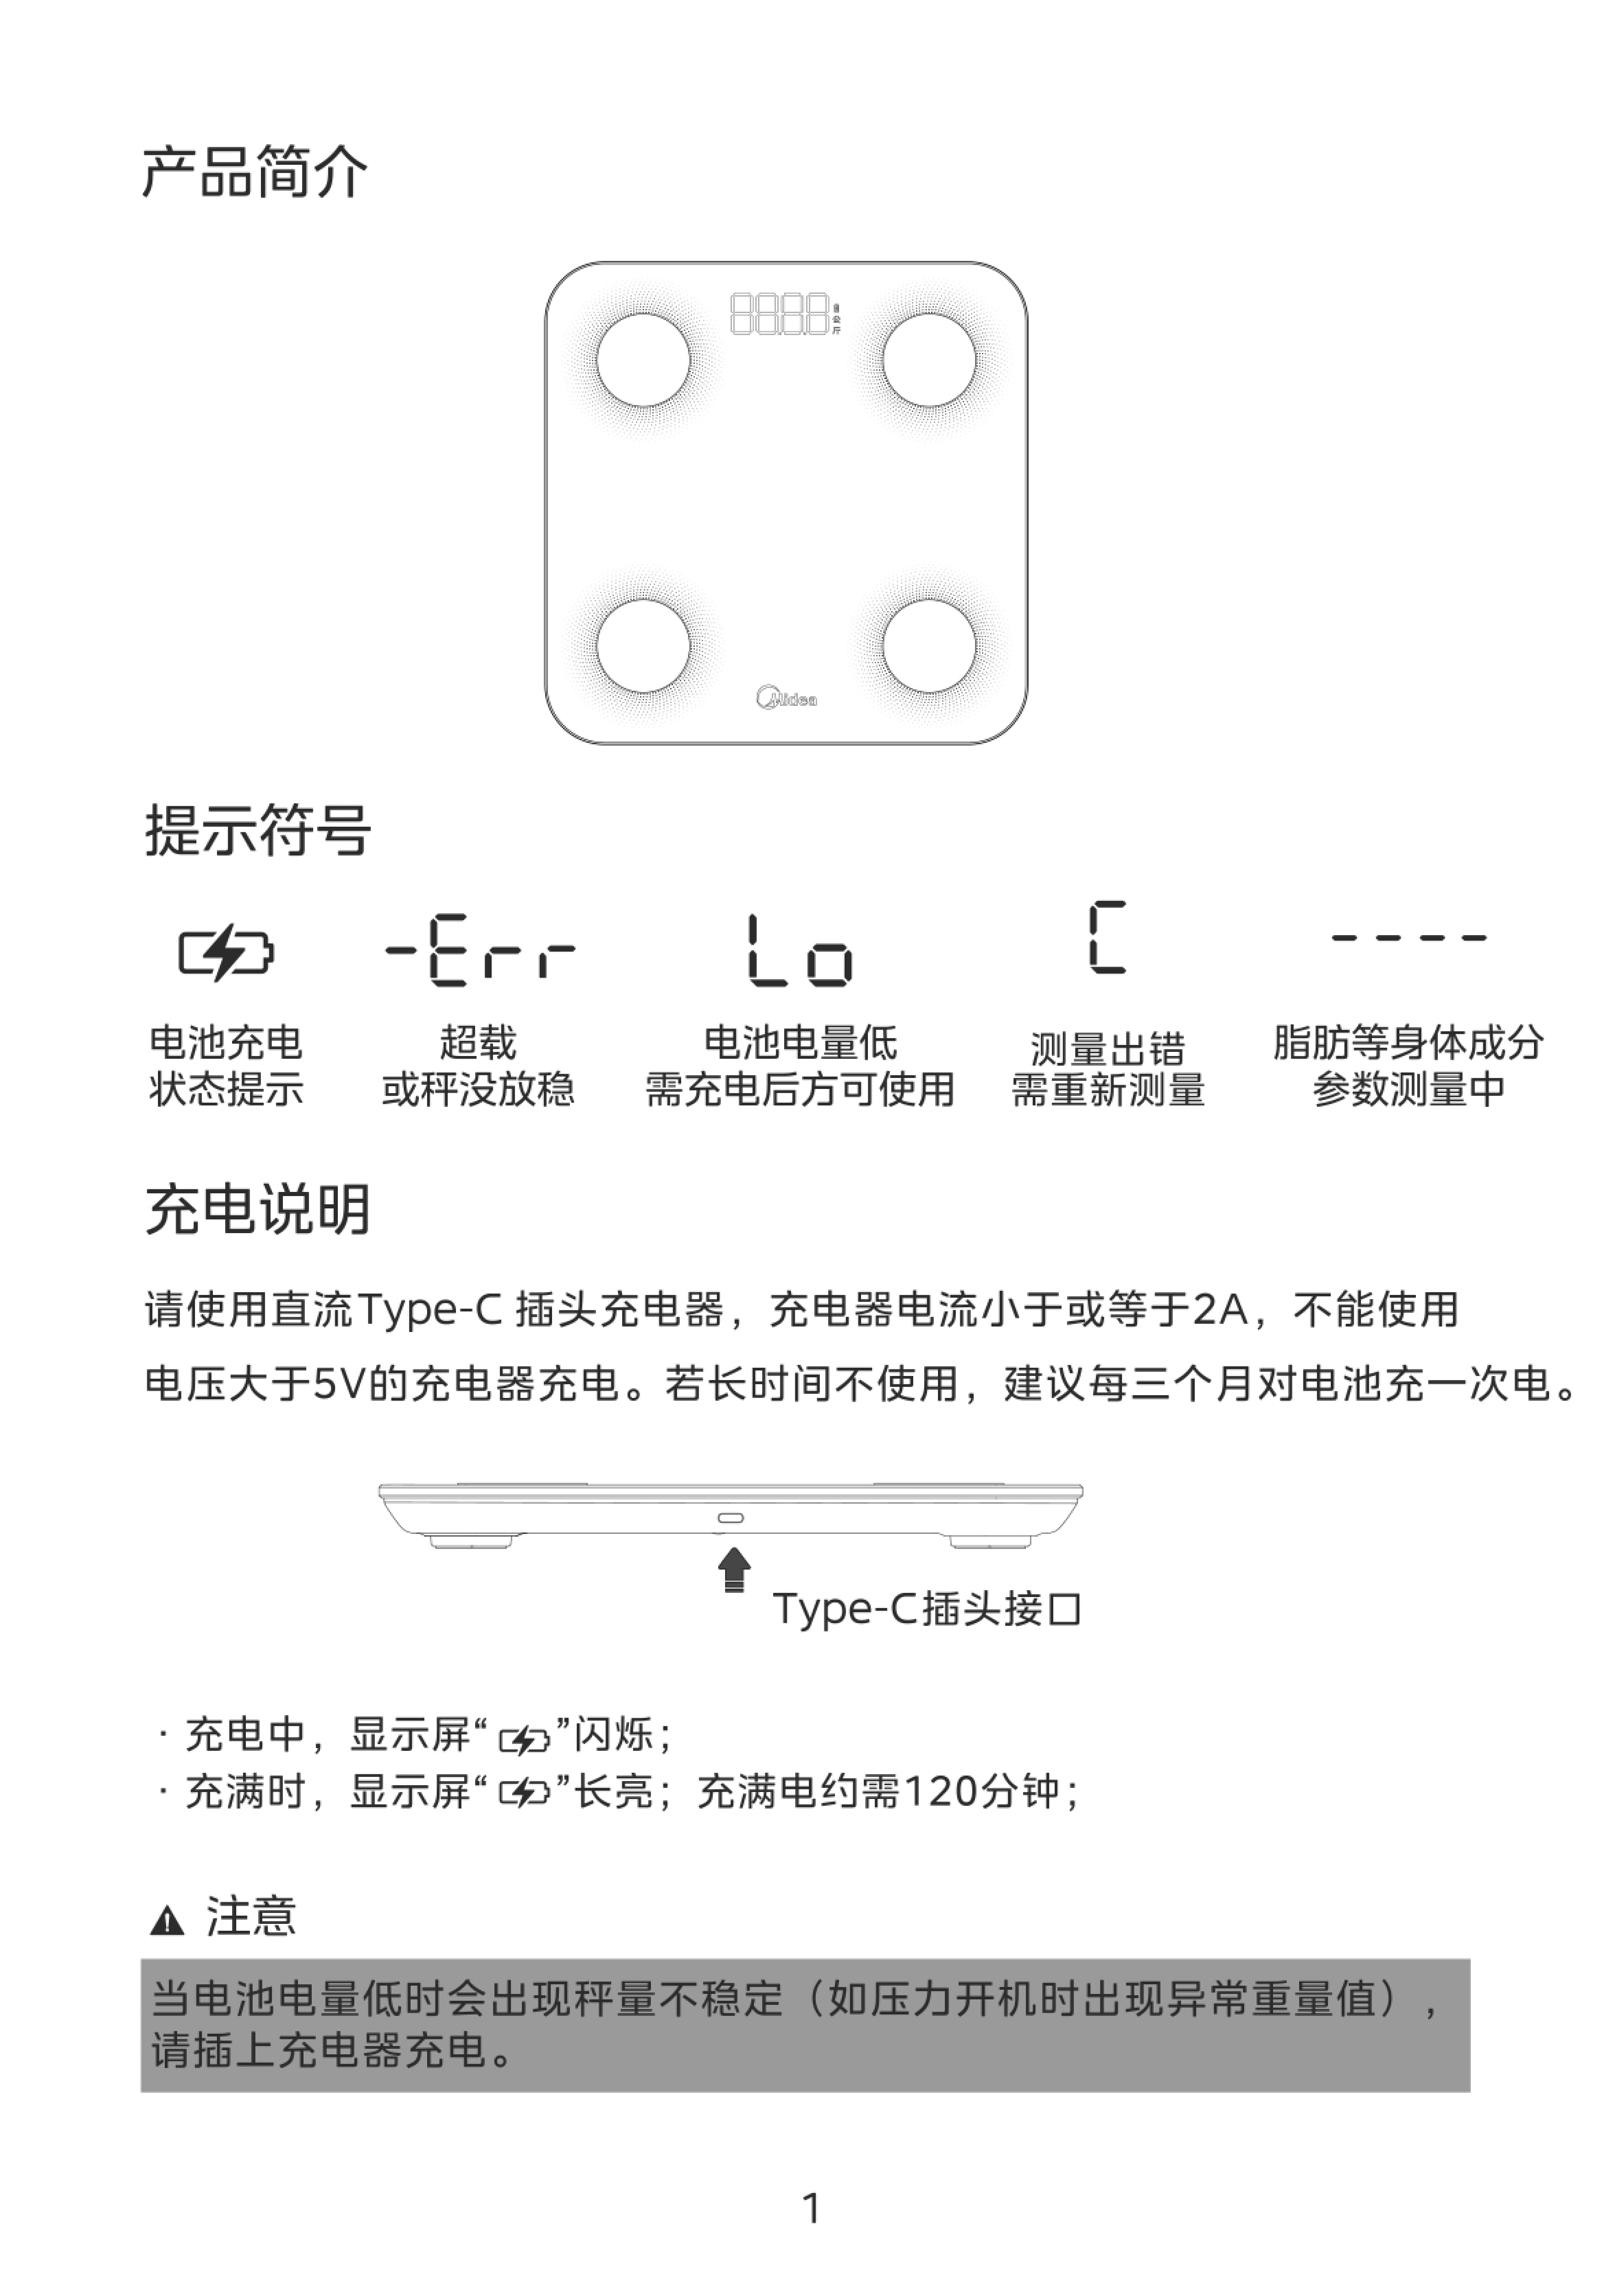 产品简介
公
斤
Midea
提示符号
-Err
Lo
C
----
电池充电
状态提示
超载
或秤没放稳
电池电量低
需充电后方可使用
测量出错
需重新测量
脂肪等身体成分
参数测量中
充电说明
请使用直流Type-C 插头充电器，充电器电流小于或等于2A，不能使用
电压大于5V的充电器充电。若长时间不使用，建议每三个月对电池充一次电。
Type-C插头接口
· 充电中，显示屏“ ”闪烁；
· 充满时，显示屏“ ”长亮；充满电约需120分钟；
注意
当电池电量低时会出现秤量不稳定（如压力开机时出现异常重量值），
请插上充电器充电。
1